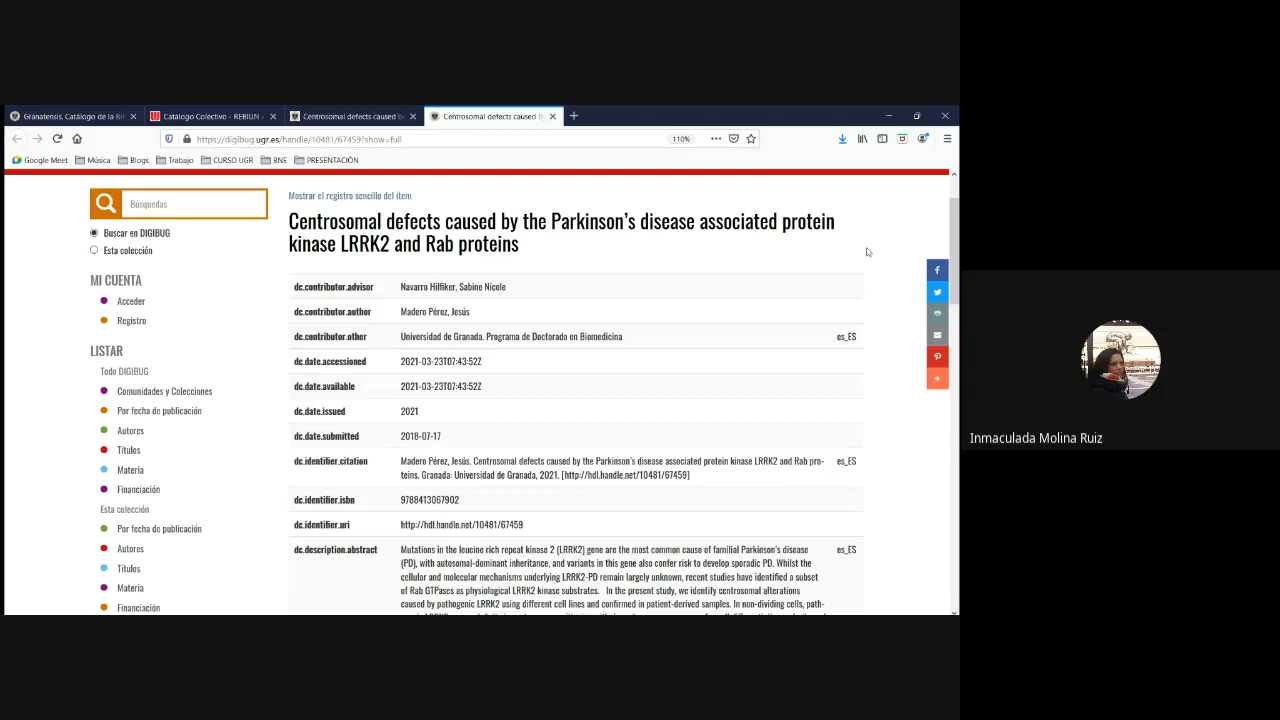 Granatensis, Catálogo de la Bi
Catálogo Colectivo - REBIUN -
Centrosomal defects caused by
Centrosomal defects caused by
https://digibug.ugr.es/handle/10481/67459?show=full
110%
Google Meet
Música
Blogs
Trabajo
CURSO UGR
BNE
PRESENTACIÓN
Búsquedas
Buscar en DIGIBUG
Esta colección
MI CUENTA
Acceder
Registro
LISTAR
Todo DIGIBUG
Comunidades y Colecciones
Por fecha de publicación
Autores
Títulos
Materia
Financiación
Esta colección
Por fecha de publicación
Autores
Títulos
Materia
Financiación
Mostrar el registro sencillo del ítem
Centrosomal defects caused by the Parkinson’s disease associated protein
kinase LRRK2 and Rab proteins
dc.contributor.advisor Navarro Hilfiker, Sabine Nicole
dc.contributor.author Madero Pérez, Jesús
dc.contributor.other Universidad de Granada. Programa de Doctorado en Biomedicina es_ES
dc.date.accessioned 2021-03-23T07:43:52Z
dc.date.available 2021-03-23T07:43:52Z
dc.date.issued 2021
dc.date.submitted 2018-07-17
dc.identifier.citation Madero Pérez, Jesús. Centrosomal defects caused by the Parkinson’s disease associated protein kinase LRRK2 and Rab pro- es_ES
teins. Granada: Universidad de Granada, 2021. [http://hdl.handle.net/10481/67459]
dc.identifier.isbn 9788413067902
dc.identifier.uri http://hdl.handle.net/10481/67459
dc.description.abstract Mutations in the leucine rich repeat kinase 2 (LRRK2) gene are the most common cause of familial Parkinson’s disease es_ES
(PD), with autosomal-dominant inheritance, and variants in this gene also confer risk to develop sporadic PD. Whilst the
cellular and molecular mechanisms underlying LRRK2-PD remain largely unknown, recent studies have identified a subset
of Rab GTPases as physiological LRRK2 kinase substrates. In the present study, we identify centrosomal alterations
caused by pathogenic LRRK2 using different cell lines and confirmed in patient-derived samples. In non-dividing cells, path-
Inmaculada Molina Ruiz